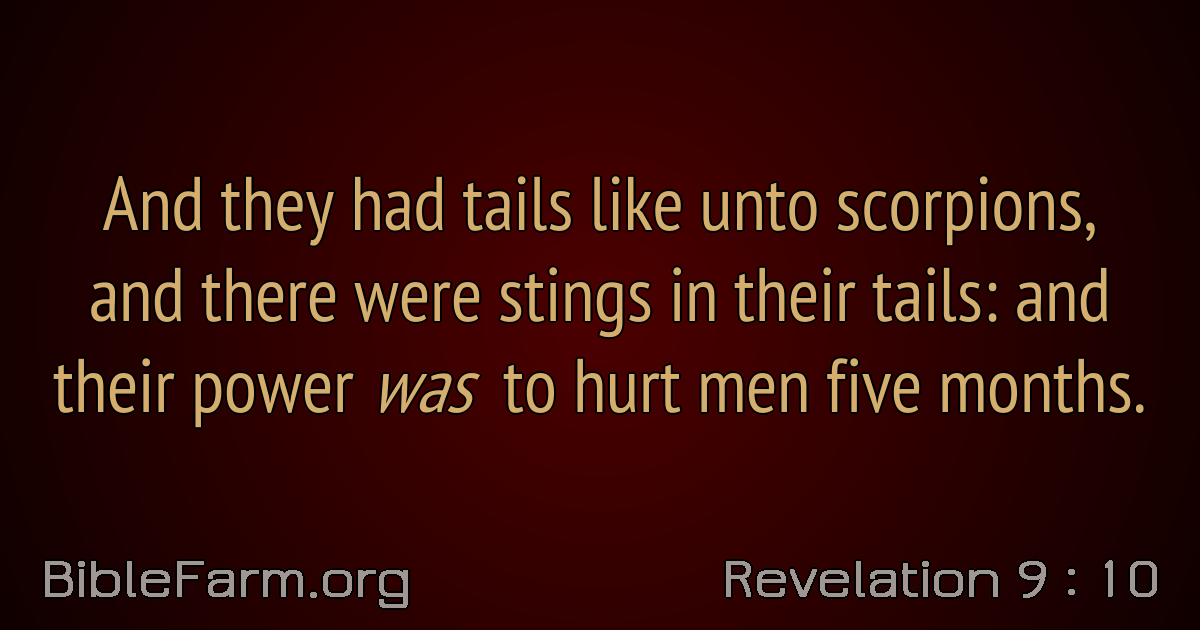 And they had tails like unto scorpions,
and there were stings in their tails: and
their power was to hurt men five months.
BibleFarm.org
Revelation 9 : 10